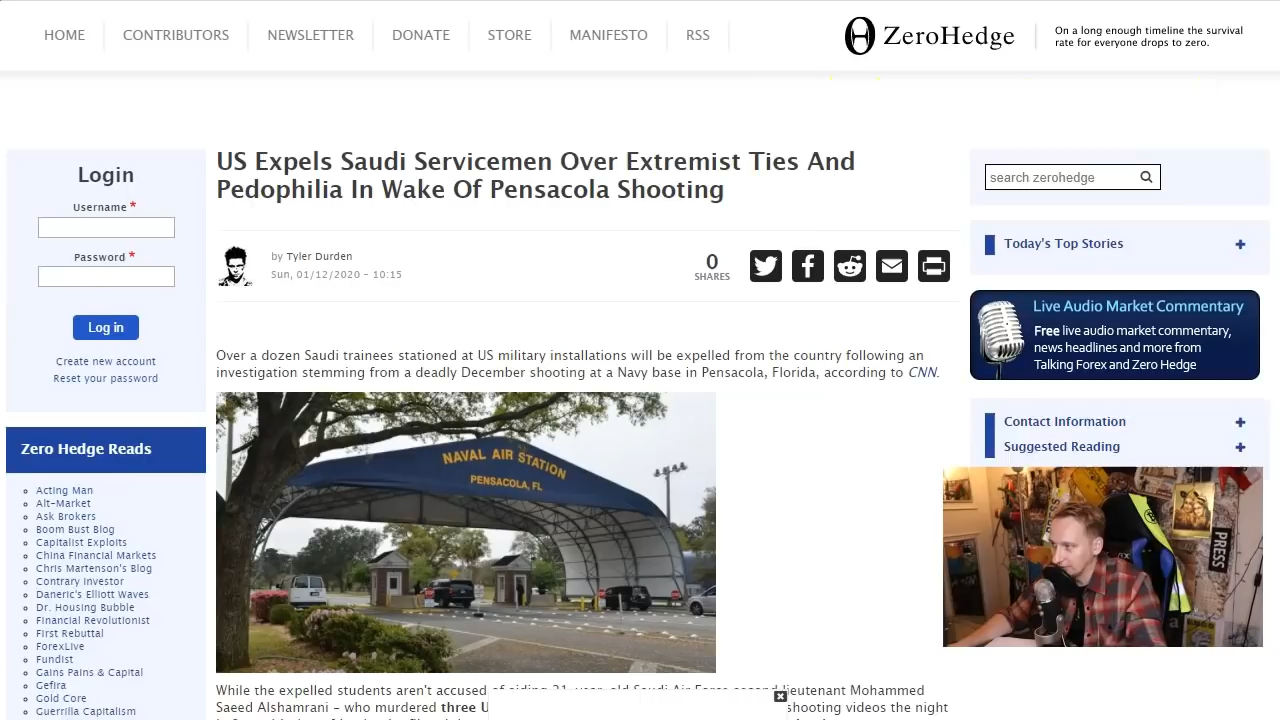 HOME
CONTRIBUTORS
NEWSLETTER
DONATE
STORE
MANIFESTO
RSS
ZeroHedge
On a long enough timeline the survival
rate for everyone drops to zero.
Login
Username *
Password *
Log in
Create new account
Reset your password
Zero Hedge Reads
Acting Man
Alt-Market
Ask Brokers
Boom Bust Blog
Capitalist Exploits
China Financial Markets
Chris Martenson's Blog
Contrary Investor
Daneric's Elliott Waves
Dr. Housing Bubble
Financial Revolutionist
First Rebuttal
ForexLive
Fundist
Gains Pains & Capital
Gefira
Gold Core
Guerrilla Capitalism
US Expels Saudi Servicemen Over Extremist Ties And
Pedophilia In Wake Of Pensacola Shooting
by Tyler Durden
Sun, 01/12/2020 - 10:15
0
SHARES
Over a dozen Saudi trainees stationed at US military installations will be expelled from the country following an
investigation stemming from a deadly December shooting at a Navy base in Pensacola, Florida, according to CNN.
NAVAL AIR STATION
PENSACOLA, FL
While the expelled students aren't accused of aiding 21-year-old Saudi Air Force second lieutenant Mohammed
Saeed Alshamrani – who murdered three U shooting videos the night
search zerohedge
Today's Top Stories
Live Audio Market Commentary
Free live audio market commentary,
news headlines and more from
Talking Forex and Zero Hedge
Contact Information
Suggested Reading
PRESS